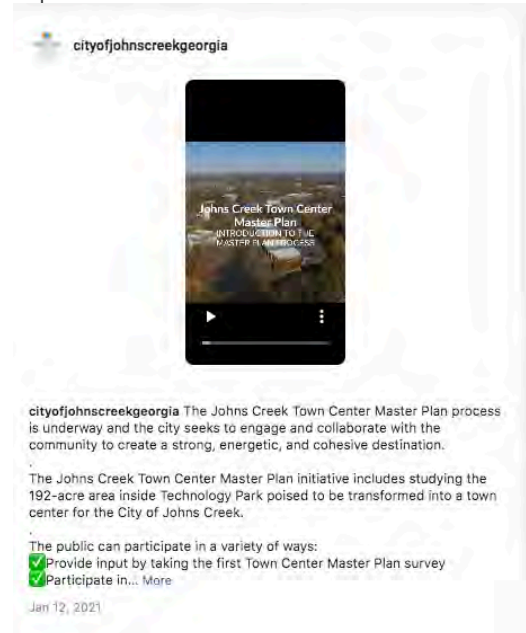 cityofjohnscreekgeorgia
Johns Creek Town Center
Master Plan
INTRODUCTION TO THE
MASTER PLAN PROCESS
cityofjohnscreekgeorgia The Johns Creek Town Center Master Plan process
is underway and the city seeks to engage and collaborate with the
community to create a strong, energetic, and cohesive destination.
.
The Johns Creek Town Center Master Plan initiative includes studying the
192-acre area inside Technology Park poised to be transformed into a town
center for the City of Johns Creek.
.
The public can participate in a variety of ways:
✅Provide input by taking the first Town Center Master Plan survey
✅Participate in... More
Jan 12, 2021